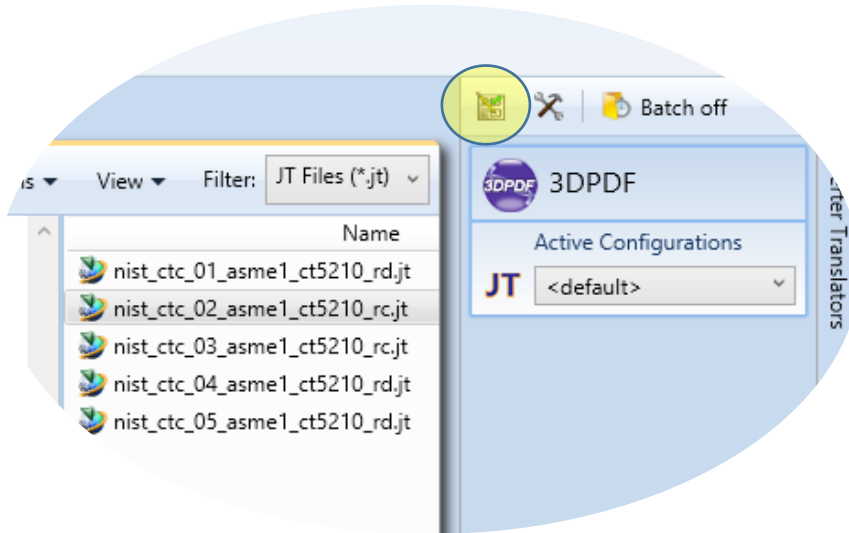 Batch off
View
Filter:
JT Files (*.jt)
3DPDF
3DPDF
Name
Active Configurations
JT
<default>
nist_ctc_01_asme1_ct5210_rd.jt
nist_ctc_02_asme1_ct5210_rc.jt
nist_ctc_03_asme1_ct5210_rc.jt
nist_ctc_04_asme1_ct5210_rd.jt
nist_ctc_05_asme1_ct5210_rd.jt
Translators